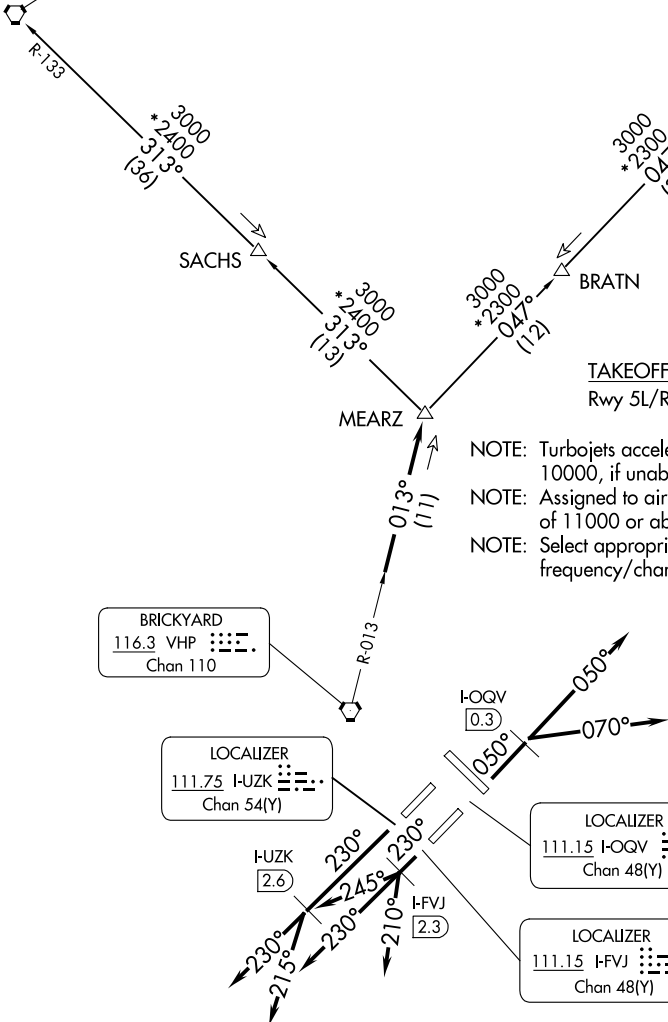 R-133
3000
*2400
313°
(36)
SACHS
3000
*2400
313°
(13)
3000
*2300
047°
(12)
3000
*2300
BRATN
MEARZ
TAKEOFF
Rwy 5L/R
NOTE: Turbojets accele
10000, if unab
NOTE: Assigned to air
of 11000 or ab
NOTE: Select appropri
frequency/chan
013°
(11)
R-013
BRICKYARD
116.3 VHP
Chan 110
I-OQV
0.3
050°
050°
070°
LOCALIZER
111.75 I-UZK
Chan 54(Y)
LOCALIZER
111.15 I-OQV
Chan 48(Y)
I-UZK
2.6
230°
230°
245°
I-FVJ
2.3
230°
215°
230°
210°
LOCALIZER
111.15 I-FVJ
Chan 48(Y)